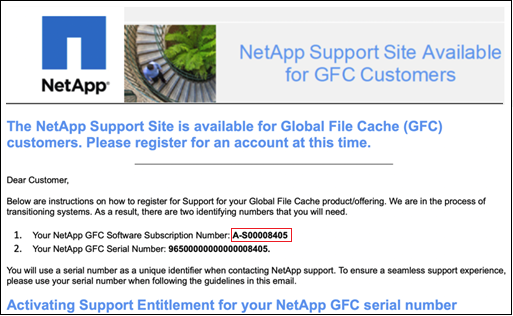 NetApp Support Site Available
for GFC Customers
NetApp®
The NetApp Support Site is available for Global File Cache (GFC)
customers. Please register for an account at this time.
Dear Customer,
Below are instructions on how to register for Support for your Global File Cache product/offering. We are in the process of
transitioning systems. As a result, there are two identifying numbers that you will need.
1. Your NetApp GFC Software Subscription Number: A-S00008405
2. Your NetApp GFC Serial Number: 96500000000000008405.
You will use a serial number as a unique identifier when contacting NetApp support. To ensure a seamless support experience,
please use your serial number when following the guidelines in this email.
Activating Support Entitlement for your NetApp GFC serial number